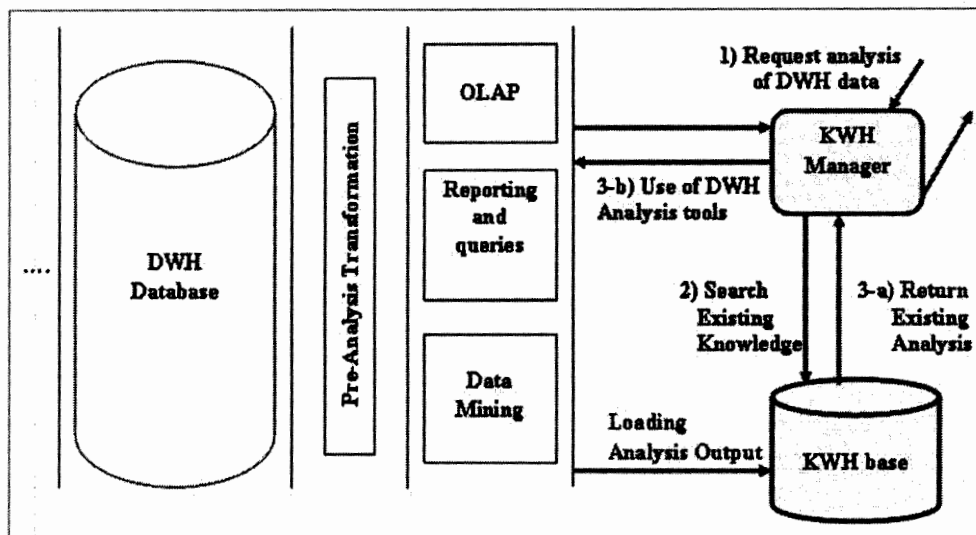 ....
DWH
Database
Pre-Analysis Transformation
OLAP
Reporting
and
queries
Data
Mining
1) Request analysis
of DWH data
KWH
Manager
3-b) Use of DWH
Analysis tools
2) Search
Existing
Knowledge
3-a) Return
Existing
Analysis
Loading
Analysis Output
KWH base